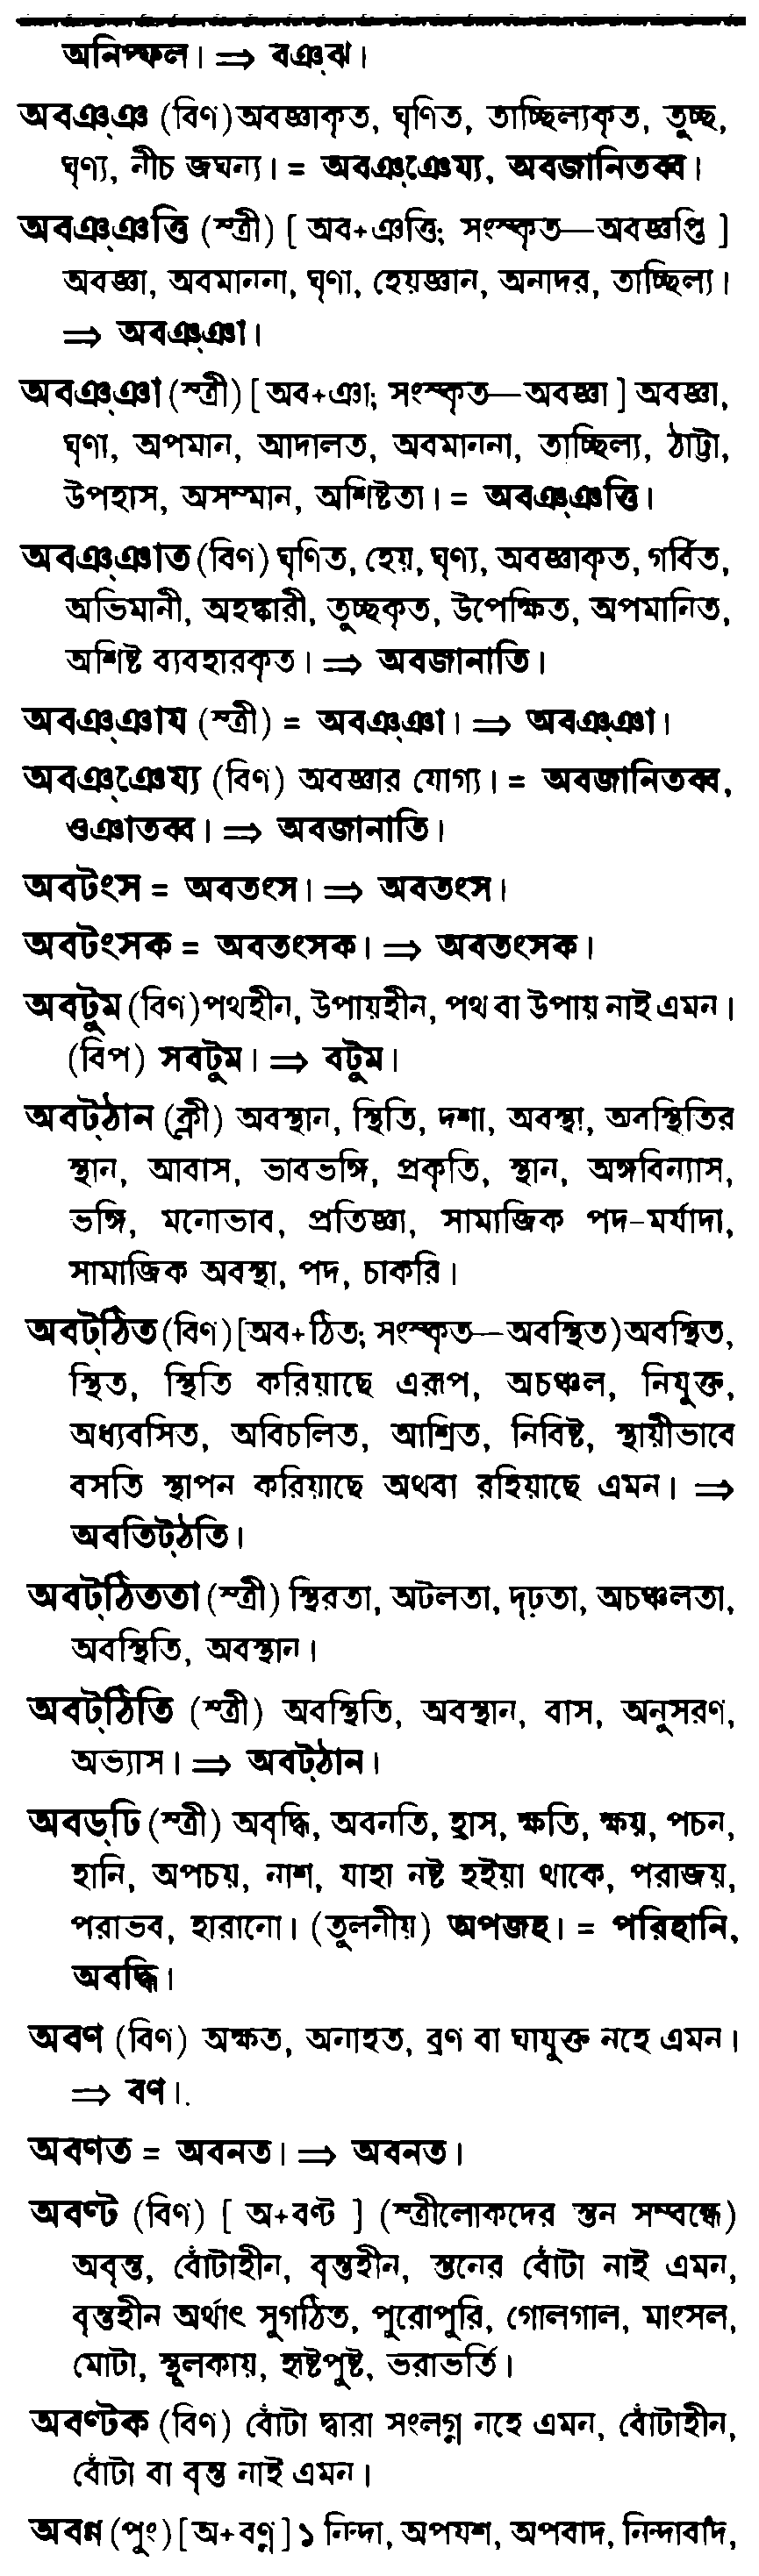 অনিপ্ফল। ⇒ বঞ্ঝ।
অবঞ্ঞ (বিণ) অবজ্ঞাকৃত, ঘৃণিত, তাচ্ছিল্যকৃত, তুচ্ছ,
ঘৃণ্য, নীচ জঘন্য। = অবঞ্ঞেয্য, অবজানিতব্ব।
অবঞ্ঞত্তি (স্ত্রী) [ অব+ঞত্তি; সংস্কৃত—অবজ্ঞপ্তি ]
অবজ্ঞা, অবমাননা, ঘৃণা, হেয়জ্ঞান, অনাদর, তাচ্ছিল্য।
⇒ অবঞ্ঞা।
অবঞ্ঞা (স্ত্রী) [ অব+ঞা; সংস্কৃত—অবজ্ঞা ] অবজ্ঞা,
ঘৃণা, অপমান, আদালত, অবমাননা, তাচ্ছিল্য, ঠাট্টা,
উপহাস, অসম্মান, অশিষ্টতা। = অবঞ্ঞত্তি।
অবঞ্ঞাত (বিণ) ঘৃণিত, হেয়, ঘৃণ্য, অবজ্ঞাকৃত, গর্বিত,
অভিমানী, অহঙ্কারী, তুচ্ছকৃত, উপেক্ষিত, অপমানিত,
অশিষ্ট ব্যবহারকৃত। ⇒ অবজানাতি।
অবঞ্ঞায (স্ত্রী) = অবঞ্ঞা। ⇒ অবঞ্ঞা।
অবঞ্ঞেয্য (বিণ) অবজ্ঞার যোগ্য। = অবজানিতব্ব,
ওঞাতব্ব। ⇒ অবজানাতি।
অবটংস = অবতংস। ⇒ অবতংস।
অবটংসক = অবতংসক। ⇒ অবতংসক।
অবটুম (বিণ) পথহীন, উপায়হীন, পথ বা উপায় নাই এমন।
(বিপ) সবটুম। ⇒ বটুম।
অবট্ঠান (ক্লী) অবস্থান, স্থিতি, দশা, অবস্থা, অবস্থিতির
স্থান, আবাস, ভাবভঙ্গি, প্রকৃতি, স্থান, অঙ্গবিন্যাস,
ভঙ্গি, মনোভাব, প্রতিজ্ঞা, সামাজিক পদ-মর্যাদা,
সামাজিক অবস্থা, পদ, চাকরি।
অবট্ঠিত (বিণ) [অব+ঠিত; সংস্কৃত—অবস্থিত) অবস্থিত,
স্থিত, স্থিতি করিয়াছে এরূপ, অচঞ্চল, নিযুক্ত,
অধ্যবসিত, অবিচলিত, আশ্রিত, নিবিষ্ট, স্থায়ীভাবে
বসতি স্থাপন করিয়াছে অথবা রহিয়াছে এমন। ⇒
অবতিট্ঠতি।
অবট্ঠিততা (স্ত্রী) স্থিরতা, অটলতা, দৃঢ়তা, অচঞ্চলতা,
অবস্থিতি, অবস্থান।
অবট্ঠিতি (স্ত্রী) অবস্থিতি, অবস্থান, বাস, অনুসরণ,
অভ্যাস। ⇒ অবট্ঠান।
অবড্ঢি (স্ত্রী) অবৃদ্ধি, অবনতি, হ্রাস, ক্ষতি, ক্ষয়, পচন,
হানি, অপচয়, নাশ, যাহা নষ্ট হইয়া থাকে, পরাজয়,
পরাভব, হারানো। (তুলনীয়) অপজহ। = পরিহানি,
অবদ্ধি।
অবণ (বিণ) অক্ষত, অনাহত, ব্রণ বা ঘাযুক্ত নহে এমন।
⇒ বণ।
অবণত = অবনত। ⇒ অবনত।
অবণ্ট (বিণ) [ অ+বণ্ট ] (স্ত্রীলোকদের স্তন সম্বন্ধে)
অবৃন্ত, বোঁটাহীন, বৃন্তহীন, স্তনের বোঁটা নাই এমন,
বৃন্তহীন অর্থাৎ সুগঠিত, পুরোপুরি, গোলগাল, মাংসল,
মোটা, স্থূলকায়, হৃষ্টপুষ্ট, ভরাভর্তি।
অবণ্টক (বিণ) বোঁটা দ্বারা সংলগ্ন নহে এমন, বোঁটাহীন,
বোঁটা বা বৃন্ত নাই এমন।
অবণ্ণ (পুং) [অ+বণ্ণ] ১ নিন্দা, অপযশ, অপবাদ, নিন্দাবাদ,